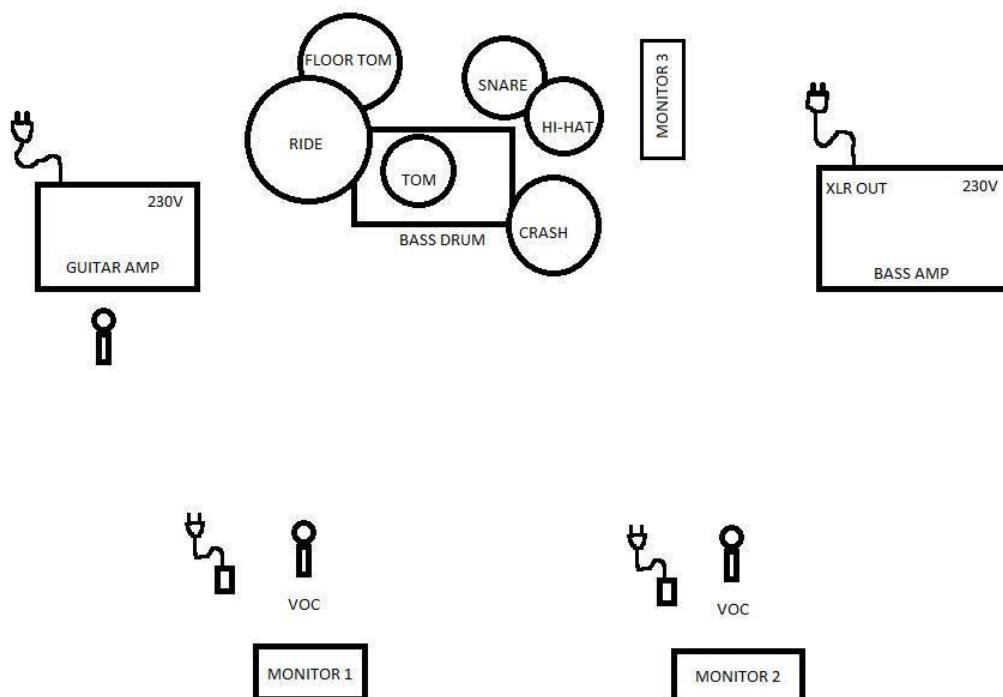 FLOOR TOM
SNARE
MONITOR 3
HI-HAT
RIDE
TOM
230V
XLR OUT 230V
BASS DRUM
CRASH
GUITAR AMP
BASS AMP
VOC
VOC
MONITOR 1
MONITOR 2